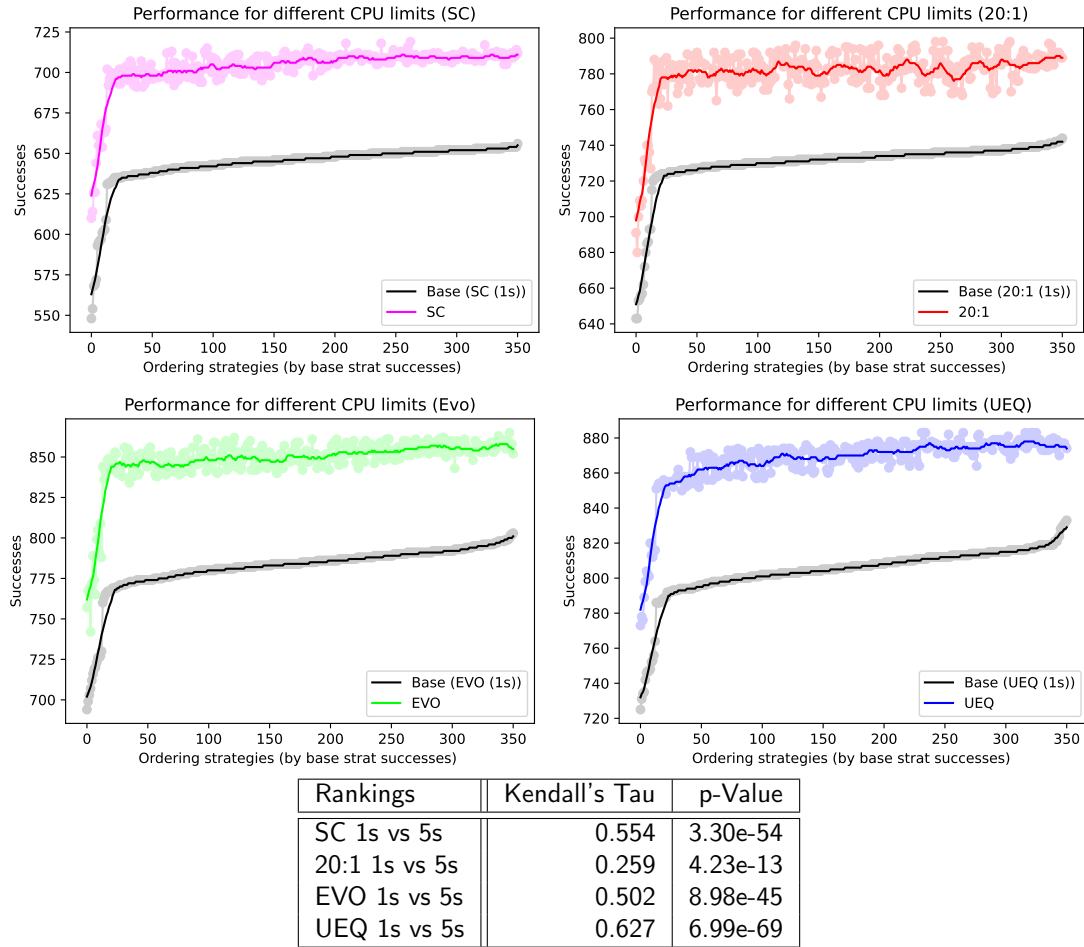 Performance for different CPU limits (SC)
725
700
675
650
625
600
575
550
Successes
0 50 100 150 200 250 300 350
Ordering strategies (by base strat successes)
Base (SC (1s))
SC
Performance for different CPU limits (20:1)
800
780
760
740
720
700
680
660
640
Successes
0 50 100 150 200 250 300 350
Ordering strategies (by base strat successes)
Base (20:1 (1s))
20:1
Performance for different CPU limits (Evo)
850
825
800
775
750
725
700
Successes
0 50 100 150 200 250 300 350
Ordering strategies (by base strat successes)
Base (EVO (1s))
EVO
Performance for different CPU limits (UEQ)
880
860
840
820
800
780
760
740
720
Successes
0 50 100 150 200 250 300 350
Ordering strategies (by base strat successes)
Base (UEQ (1s))
UEQ
Rankings Kendall's Tau p-Value
SC 1s vs 5s 0.554 3.30e-54
20:1 1s vs 5s 0.259 4.23e-13
EVO 1s vs 5s 0.502 8.98e-45
UEQ 1s vs 5s 0.627 6.99e-69